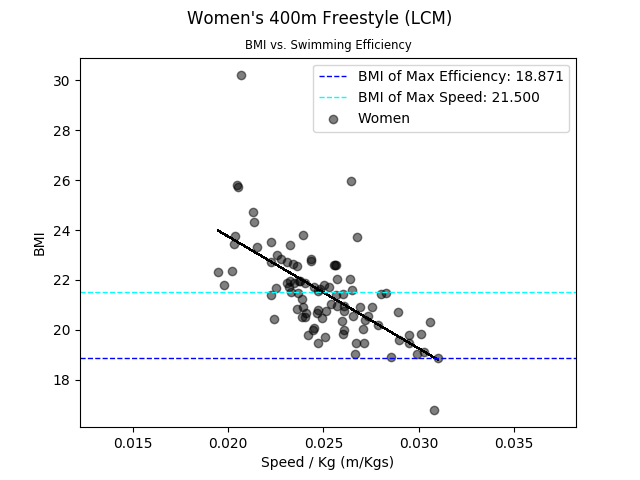 Women's 400m Freestyle (LCM)
BMI vs. Swimming Efficiency
BMI of Max Efficiency: 18.871
BMI of Max Speed: 21.500
Women
30
28
26
24
22
20
18
BMI
0.015 0.020 0.025 0.030 0.035
Speed / Kg (m/Kgs)